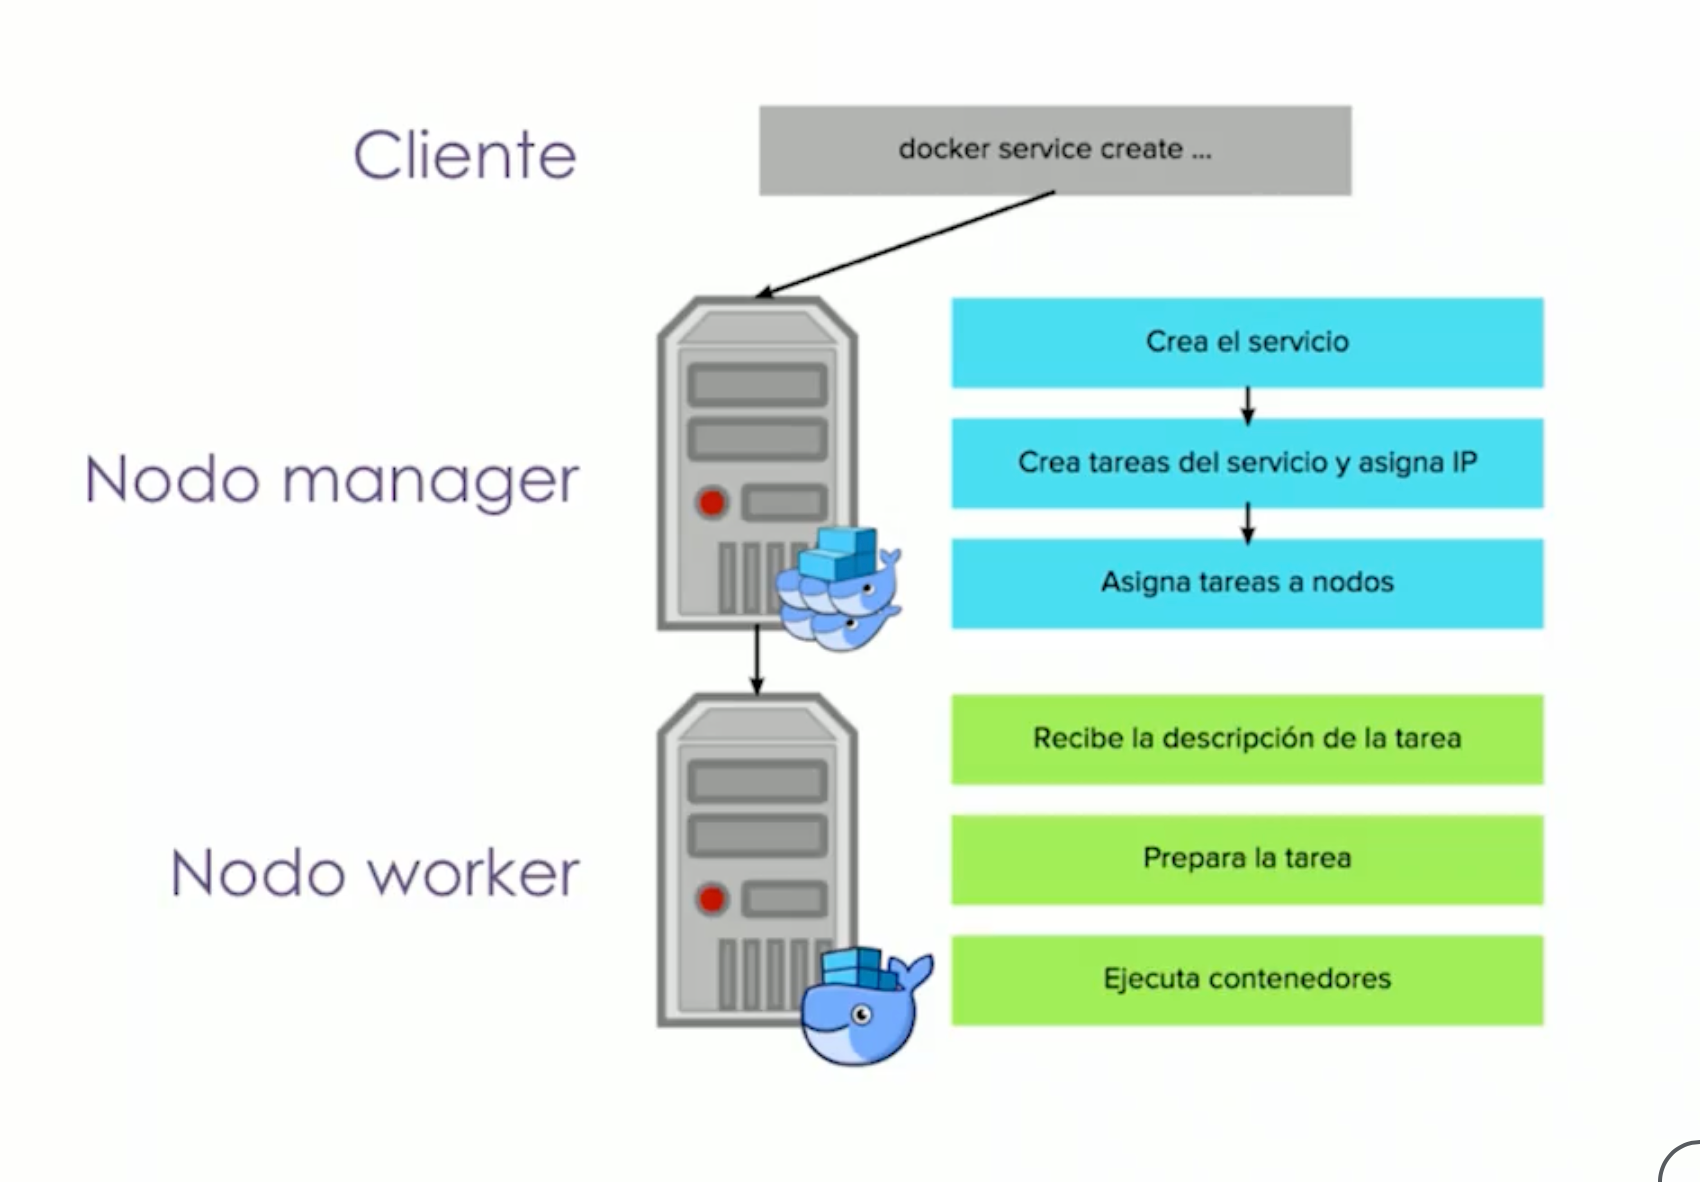 Cliente
docker service create ...
Nodo manager
Crea el servicio
Crea tareas del servicio y asigna IP
Asigna tareas a nodos
Nodo worker
Recibe la descripción de la tarea
Prepara la tarea
Ejecuta contenedores